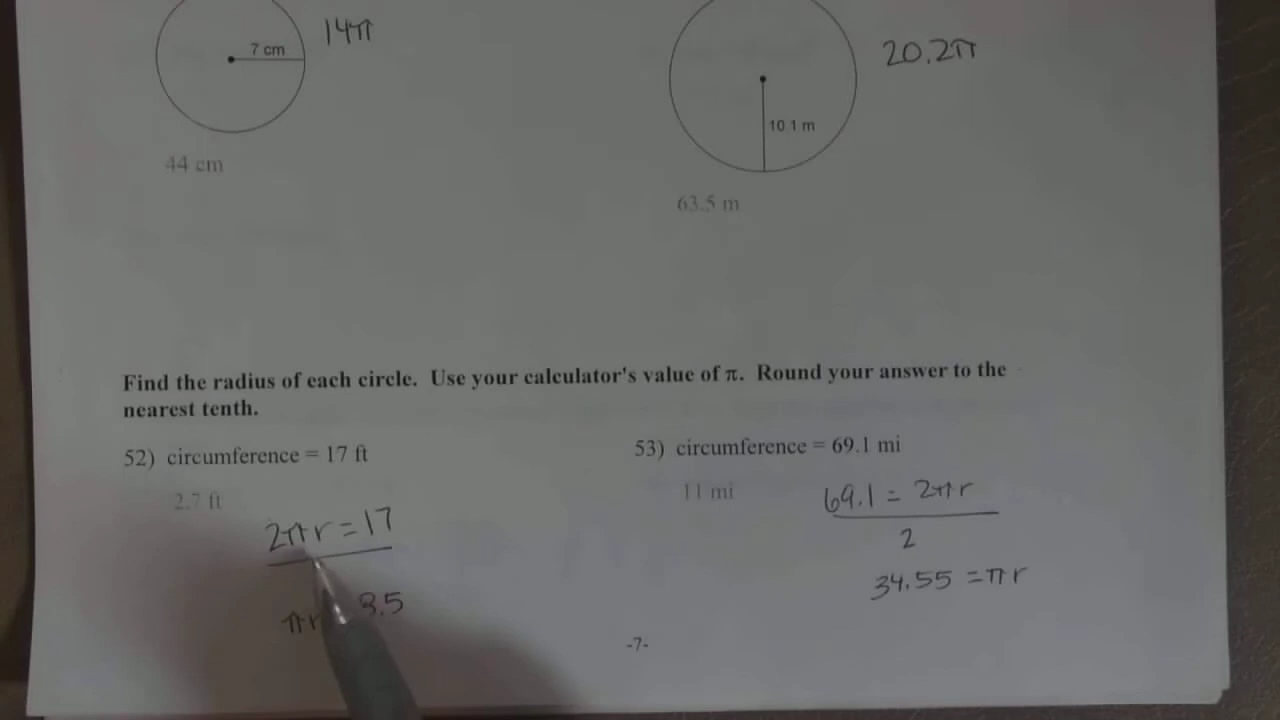 7 cm
14π
10.1 m
20.2π
44 cm
63.5 m
Find the radius of each circle. Use your calculator's value of π. Round your answer to the
nearest tenth.
52) circumference = 17 ft
53) circumference = 69.1 mi
2.7 ft
11 mi
2πr = 17
69.1 = 2πr
2
πr 8.5
34.55 = πr
-7-